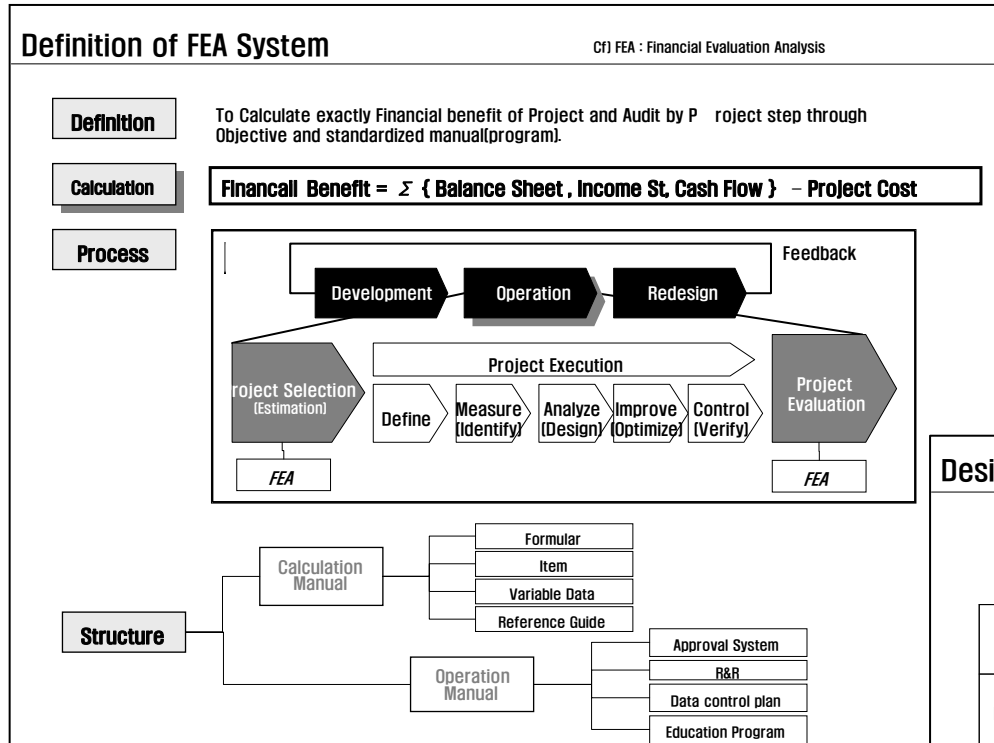 Definition of FEA System
Cf) FEA : Financial Evaluation Analysis
Definition
To Calculate exactly Financial benefit of Project and Audit by P roject step through
Objective and standardized manual(program).
Calculation
Financail Benefit = Σ { Balance Sheet , Income St, Cash Flow } – Project Cost
Process
Feedback
Development
Operation
Redesign
roject Selection
(Estimation)
Project Execution
Define
Measure
(Identify)
Analyze
(Design)
Improve
(Optimize)
Control
(Verify)
Project
Evaluation
FEA
FEA
Desi
Structure
Calculation
Manual
Formular
Item
Variable Data
Reference Guide
Operation
Manual
Approval System
R&R
Data control plan
Education Program